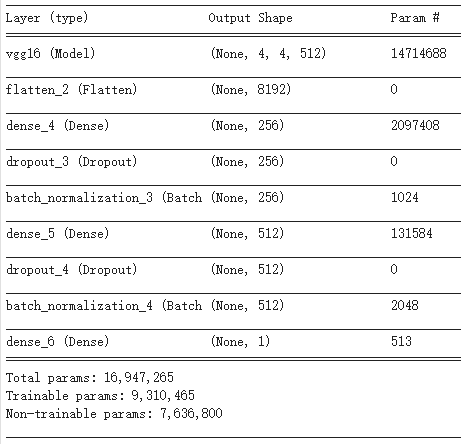 Layer (type) Output Shape Param #
vgg16 (Model) (None, 4, 4, 512) 14714688
flatten_2 (Flatten) (None, 8192) 0
dense_4 (Dense) (None, 256) 2097408
dropout_3 (Dropout) (None, 256) 0
batch_normalization_3 (Batch (None, 256) 1024
dense_5 (Dense) (None, 512) 131584
dropout_4 (Dropout) (None, 512) 0
batch_normalization_4 (Batch (None, 512) 2048
dense_6 (Dense) (None, 1) 513
Total params: 16,947,265
Trainable params: 9,310,465
Non-trainable params: 7,636,800